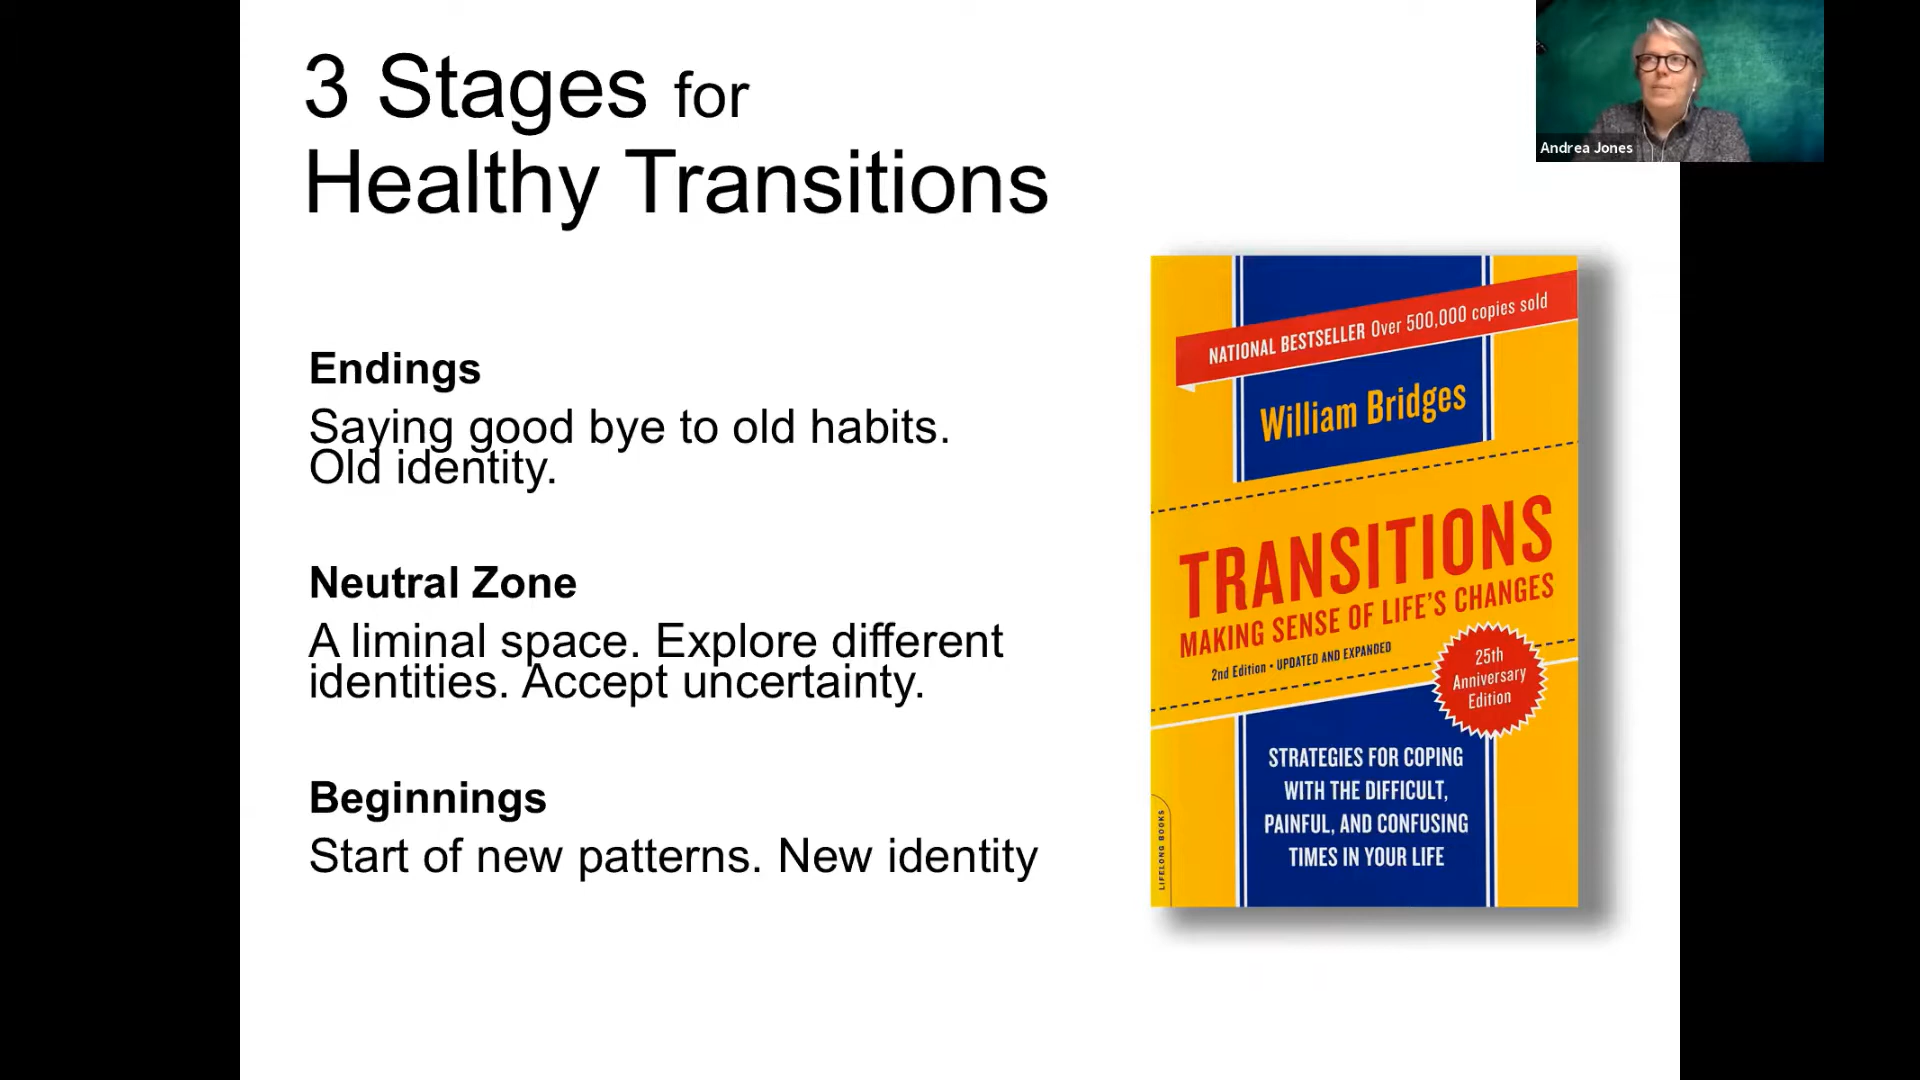 3 Stages for
Healthy Transitions
Endings
Saying good bye to old habits.
Old identity.
Neutral Zone
A liminal space. Explore different
identities. Accept uncertainty.
Beginnings
Start of new patterns. New identity
NATIONAL BESTSELLER Over 500,000 copies sold
William Bridges
TRANSITIONS
MAKING SENSE OF LIFE'S CHANGES
2nd Edition • UPDATED AND EXPANDED
25th
Anniversary
Edition
STRATEGIES FOR COPING
WITH THE DIFFICULT,
PAINFUL, AND CONFUSING
TIMES IN YOUR LIFE
LIFELONG BOOKS
Andrea Jones